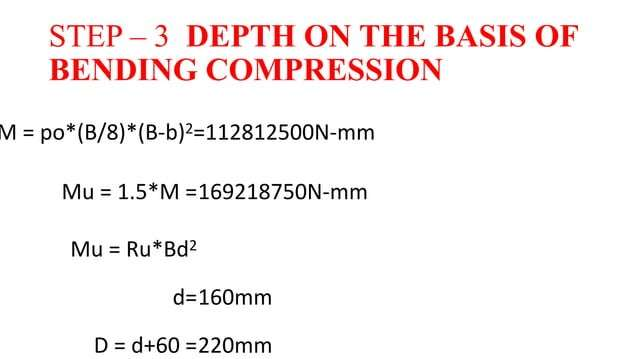 STEP – 3 DEPTH ON THE BASIS OF
BENDING COMPRESSION
M = po*(B/8)*(B-b)²=112812500N-mm
Mu = 1.5*M =169218750N-mm
Mu = Ru*Bd²
d=160mm
D = d+60 =220mm